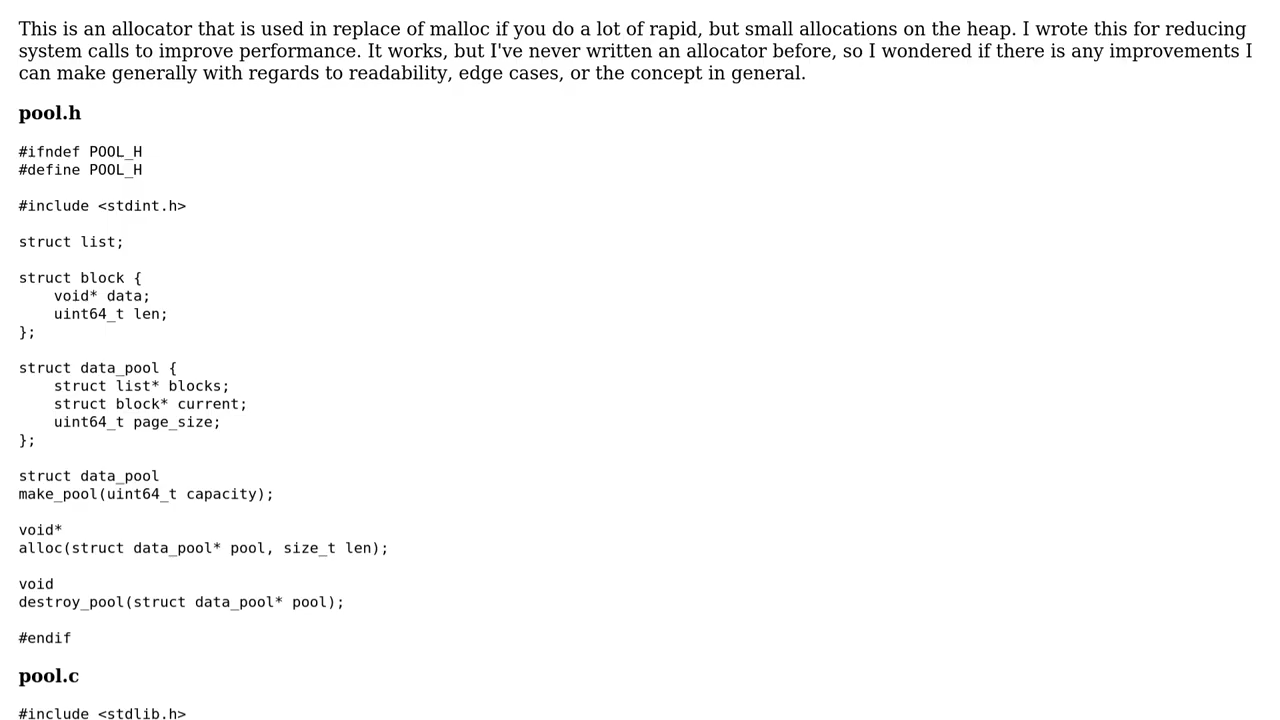 This is an allocator that is used in replace of malloc if you do a lot of rapid, but small allocations on the heap. I wrote this for reducing
system calls to improve performance. It works, but I've never written an allocator before, so I wondered if there is any improvements I
can make generally with regards to readability, edge cases, or the concept in general.
pool.h
#ifndef POOL_H
#define POOL_H
#include <stdint.h>
struct list;
struct block {
    void* data;
    uint64_t len;
};
struct data_pool {
    struct list* blocks;
    struct block* current;
    uint64_t page_size;
};
struct data_pool
make_pool(uint64_t capacity);
void*
alloc(struct data_pool* pool, size_t len);
void
destroy_pool(struct data_pool* pool);
#endif
pool.c
#include <stdlib.h>